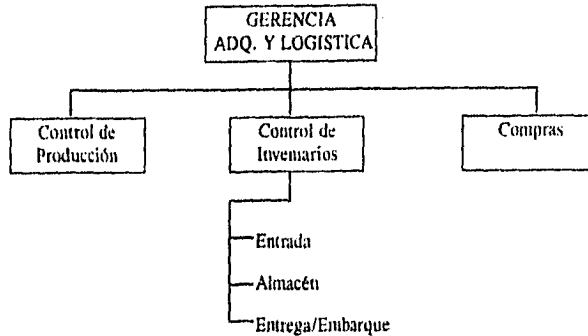 GERENCIA
ADQ. Y LOGISTICA
Control de
Producción
Control de
Inventarios
Compras
Entrada
Almacén
Entrega/Embarque